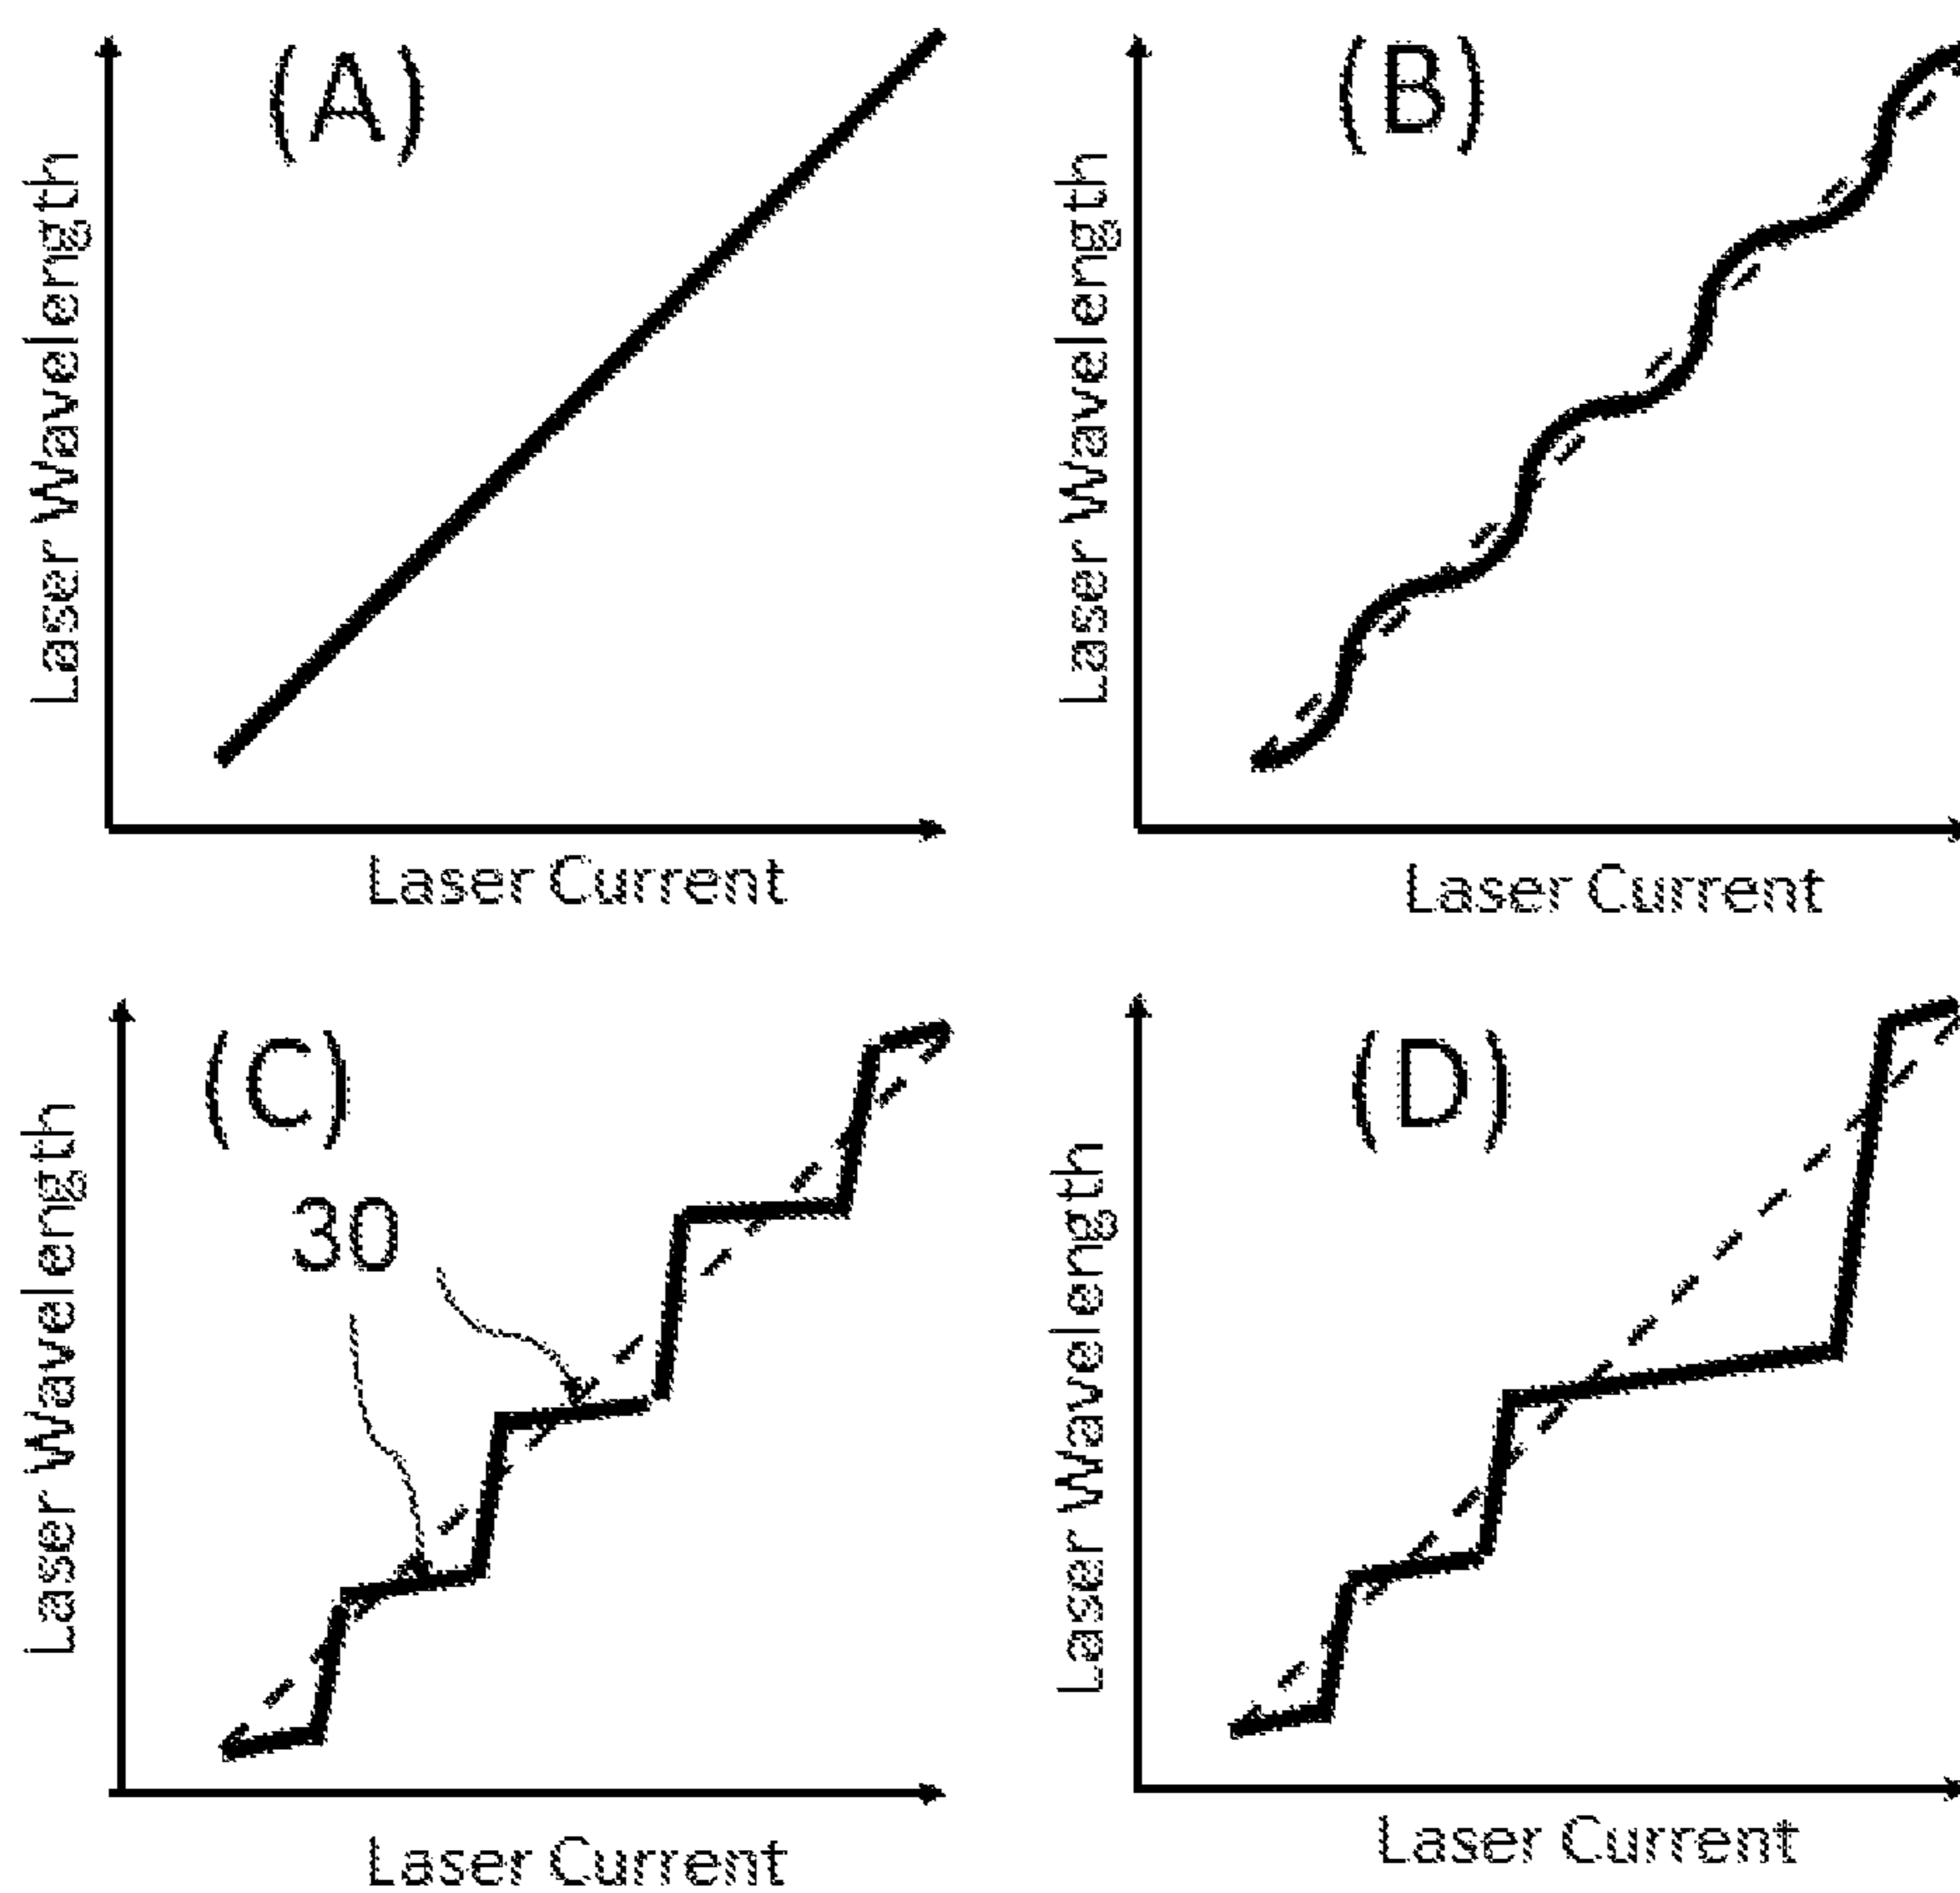 (A)
Laser Wavelength
Laser Current
(B)
Laser Wavelength
Laser Current
(C)
30
Laser Wavelength
Laser Current
(D)
Laser Wavelength
Laser Current